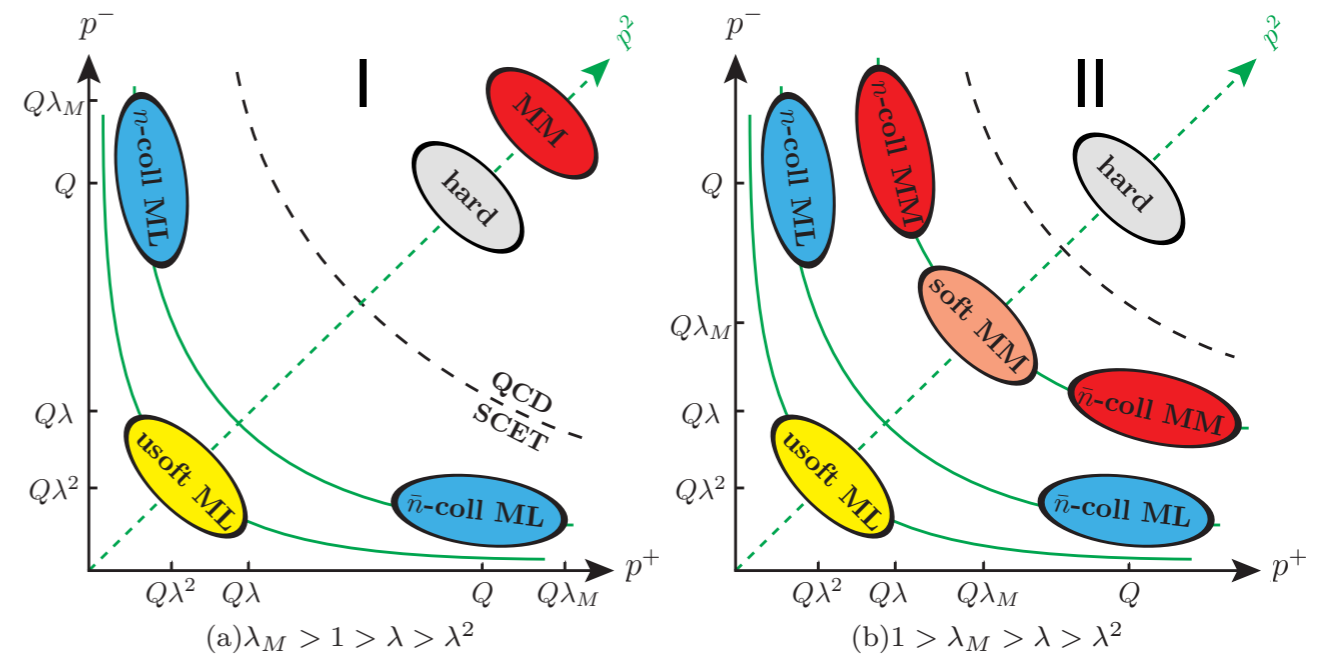 p⁻
I
p²
Qλ_M
n-coll ML
MM
Q
hard
Qλ
QCD
SCET
Qλ²
usoft ML
n̄-coll ML
p⁺
Qλ²
Qλ
Q
Qλ_M
(a)λ_M > 1 > λ > λ²
p⁻
II
p²
n-coll ML
n-coll MM
Q
hard
soft MM
Qλ_M
Qλ
n̄-coll MM
Qλ²
usoft ML
n̄-coll ML
p⁺
Qλ²
Qλ
Qλ_M
Q
(b)1 > λ_M > λ > λ²